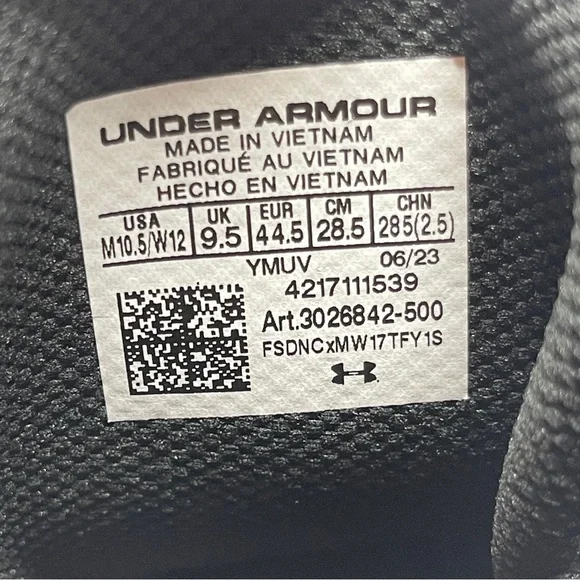 UNDER ARMOUR
MADE IN VIETNAM
FABRIQUÉ AU VIETNAM
HECHO EN VIETNAM
USA UK EUR CM CHN
M10.5/W12 9.5 44.5 28.5 285(2.5)
YMUV 06/23
4217111539
Art.3026842-500
FSDNCxMW17TFY1S